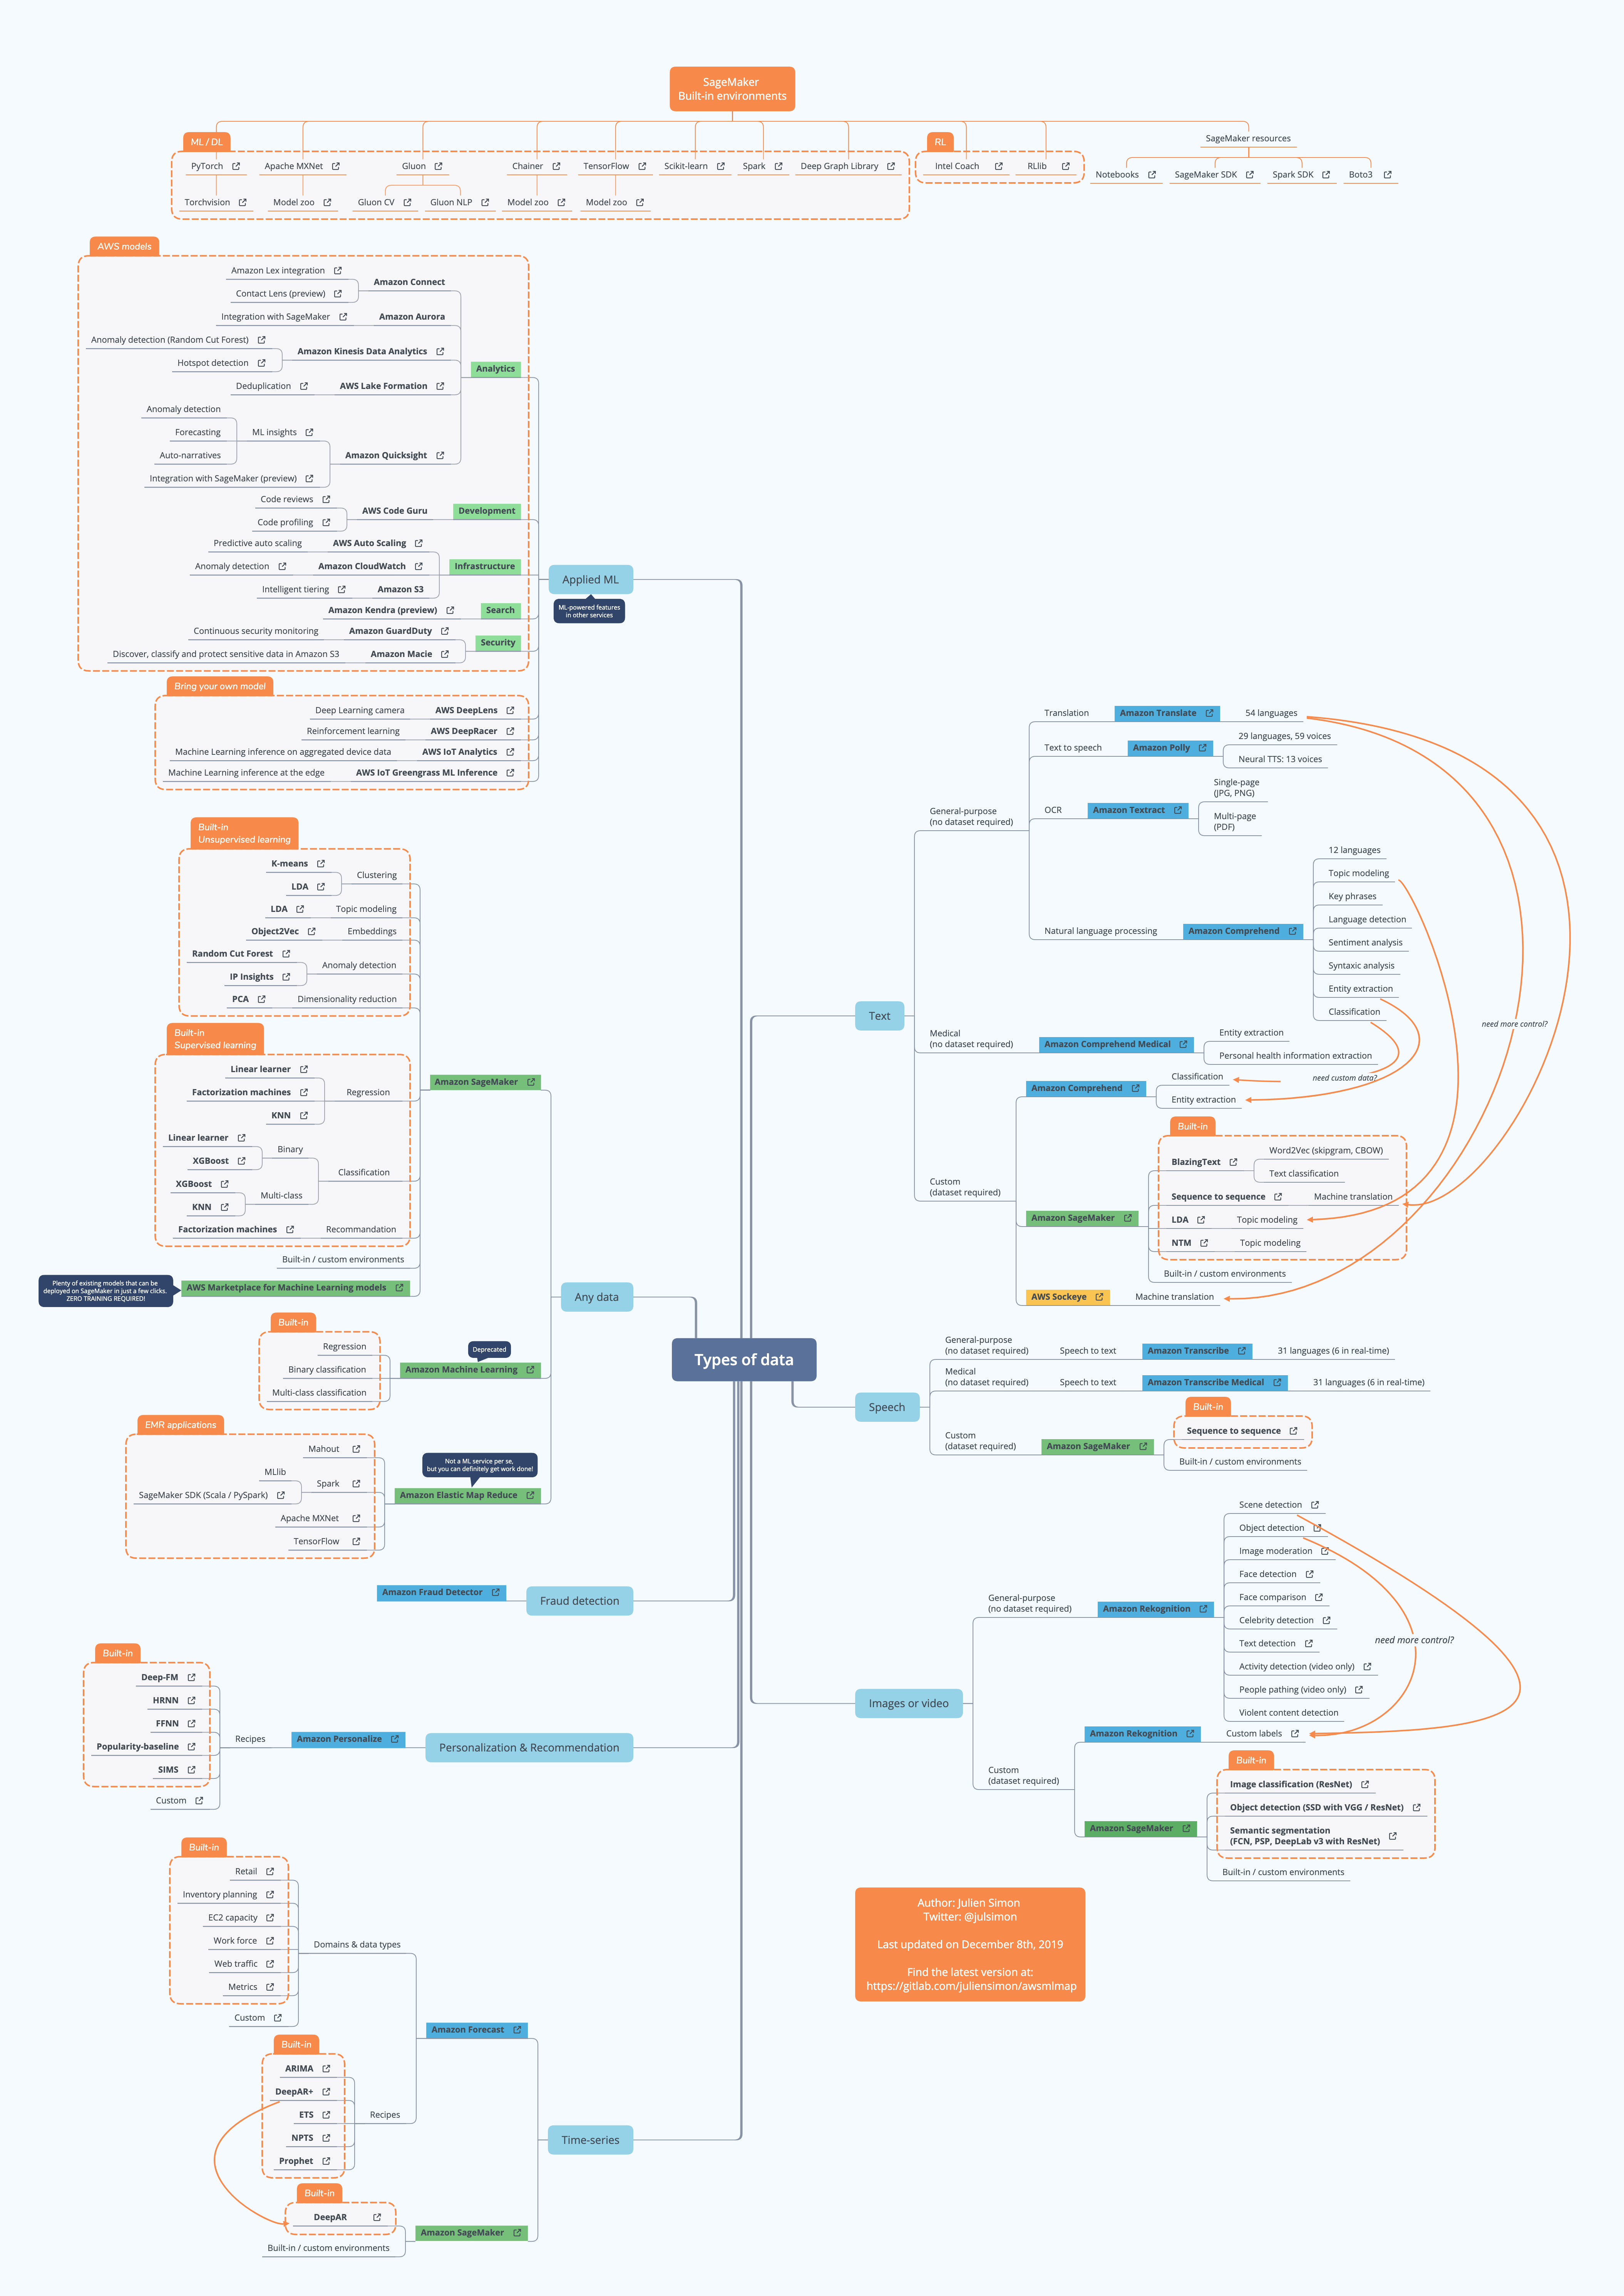 SageMaker
Built-in environments
ML / DL
RL
SageMaker resources
PyTorch
Apache MXNet
Gluon
Chainer
TensorFlow
Scikit-learn
Spark
Deep Graph Library
Intel Coach
RLlib
Notebooks
SageMaker SDK
Spark SDK
Boto3
Torchvision
Model zoo
Gluon CV
Gluon NLP
Model zoo
Model zoo
AWS models
Amazon Lex integration
Contact Lens (preview)
Amazon Connect
Integration with SageMaker
Amazon Aurora
Anomaly detection (Random Cut Forest)
Hotspot detection
Amazon Kinesis Data Analytics
Analytics
Deduplication
AWS Lake Formation
Anomaly detection
Forecasting
Auto-narratives
ML insights
Integration with SageMaker (preview)
Amazon Quicksight
Code reviews
Code profiling
AWS Code Guru
Development
Predictive auto scaling
AWS Auto Scaling
Anomaly detection
Amazon CloudWatch
Infrastructure
Intelligent tiering
Amazon S3
Amazon Kendra (preview)
Search
Continuous security monitoring
Amazon GuardDuty
Security
Discover, classify and protect sensitive data in Amazon S3
Amazon Macie
Applied ML
ML-powered features
in other services
Bring your own model
Deep Learning camera
AWS DeepLens
Reinforcement learning
AWS DeepRacer
Machine Learning inference on aggregated device data
AWS IoT Analytics
Machine Learning inference at the edge
AWS IoT Greengrass ML Inference
Built-in
Unsupervised learning
K-means
LDA
Clustering
LDA
Topic modeling
Object2Vec
Embeddings
Random Cut Forest
IP Insights
Anomaly detection
PCA
Dimensionality reduction
Built-in
Supervised learning
Linear learner
Factorization machines
KNN
Regression
Amazon SageMaker
Linear learner
XGBoost
Binary
XGBoost
KNN
Multi-class
Classification
Factorization machines
Recommandation
Built-in / custom environments
Plenty of existing models that can be
deployed on SageMaker in just a few clicks.
ZERO TRAINING REQUIRED!
AWS Marketplace for Machine Learning models
Any data
Built-in
Regression
Binary classification
Multi-class classification
Deprecated
Amazon Machine Learning
EMR applications
Mahout
MLlib
SageMaker SDK (Scala / PySpark)
Spark
Apache MXNet
TensorFlow
Not a ML service per se,
but you can definitely get work done!
Amazon Elastic Map Reduce
Types of data
Amazon Fraud Detector
Fraud detection
Built-in
Deep-FM
HRNN
FFNN
Popularity-baseline
SIMS
Custom
Recipes
Amazon Personalize
Personalization & Recommendation
Built-in
Retail
Inventory planning
EC2 capacity
Work force
Web traffic
Metrics
Custom
Domains & data types
Amazon Forecast
Built-in
ARIMA
DeepAR+
ETS
NPTS
Prophet
Recipes
Time-series
Built-in
DeepAR
Built-in / custom environments
Amazon SageMaker
Text
General-purpose
(no dataset required)
Translation
Amazon Translate
54 languages
Text to speech
Amazon Polly
29 languages, 59 voices
Neural TTS: 13 voices
OCR
Amazon Textract
Single-page
(JPG, PNG)
Multi-page
(PDF)
Natural language processing
Amazon Comprehend
12 languages
Topic modeling
Key phrases
Language detection
Sentiment analysis
Syntaxic analysis
Entity extraction
Classification
need more control?
Medical
(no dataset required)
Amazon Comprehend Medical
Entity extraction
Personal health information extraction
need custom data?
Custom
(dataset required)
Amazon Comprehend
Classification
Entity extraction
Built-in
Amazon SageMaker
BlazingText
Word2Vec (skipgram, CBOW)
Text classification
Sequence to sequence
Machine translation
LDA
Topic modeling
NTM
Topic modeling
Built-in / custom environments
AWS Sockeye
Machine translation
Speech
General-purpose
(no dataset required)
Speech to text
Amazon Transcribe
31 languages (6 in real-time)
Medical
(no dataset required)
Speech to text
Amazon Transcribe Medical
31 languages (6 in real-time)
Custom
(dataset required)
Amazon SageMaker
Built-in
Sequence to sequence
Built-in / custom environments
Images or video
General-purpose
(no dataset required)
Amazon Rekognition
Scene detection
Object detection
Image moderation
Face detection
Face comparison
Celebrity detection
Text detection
Activity detection (video only)
People pathing (video only)
Violent content detection
need more control?
Custom
(dataset required)
Amazon Rekognition
Custom labels
Amazon SageMaker
Built-in
Image classification (ResNet)
Object detection (SSD with VGG / ResNet)
Semantic segmentation
(FCN, PSP, DeepLab v3 with ResNet)
Built-in / custom environments
Author: Julien Simon
Twitter: @julsimon
Last updated on December 8th, 2019
Find the latest version at:
https://gitlab.com/juliensimon/awsmlmap